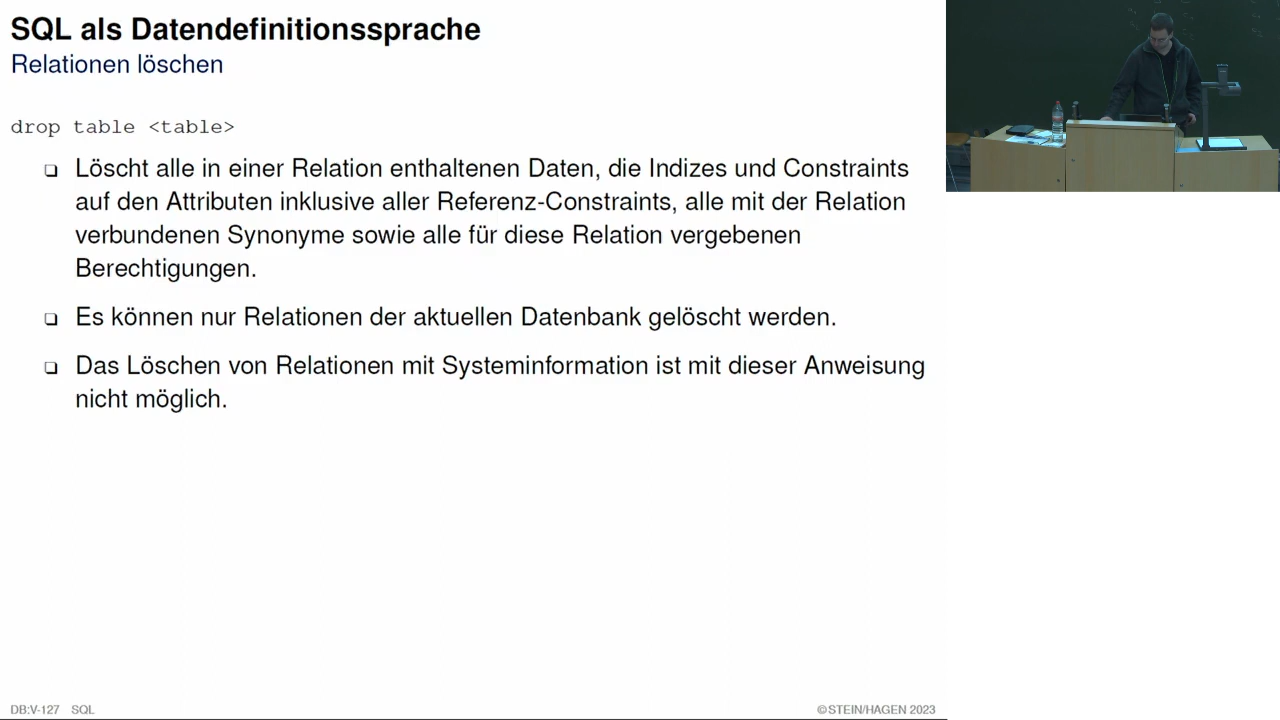 SQL als Datendefinitionssprache
Relationen löschen
drop table <table>
❑ Löscht alle in einer Relation enthaltenen Daten, die Indizes und Constraints
auf den Attributen inklusive aller Referenz-Constraints, alle mit der Relation
verbundenen Synonyme sowie alle für diese Relation vergebenen
Berechtigungen.
❑ Es können nur Relationen der aktuellen Datenbank gelöscht werden.
❑ Das Löschen von Relationen mit Systeminformation ist mit dieser Anweisung
nicht möglich.
DB:V-127 SQL
©STEIN/HAGEN 2023